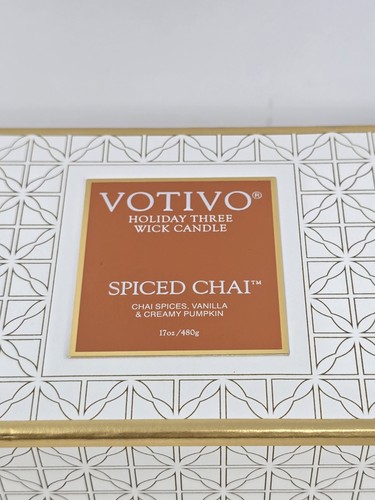 VOTIVO®
HOLIDAY THREE
WICK CANDLE
SPICED CHAI™
CHAI SPICES, VANILLA
& CREAMY PUMPKIN
17oz/480g